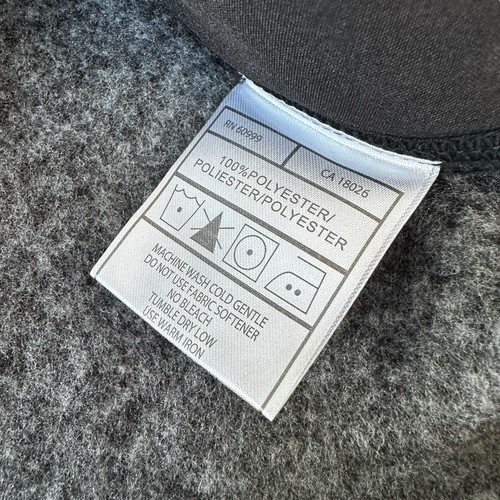 RN 60999
CA 18026
100%POLYESTER/
POLIESTER/POLYESTER
MACHINE WASH COLD GENTLE
DO NOT USE FABRIC SOFTENER
NO BLEACH
TUMBLE DRY LOW
USE WARM IRON